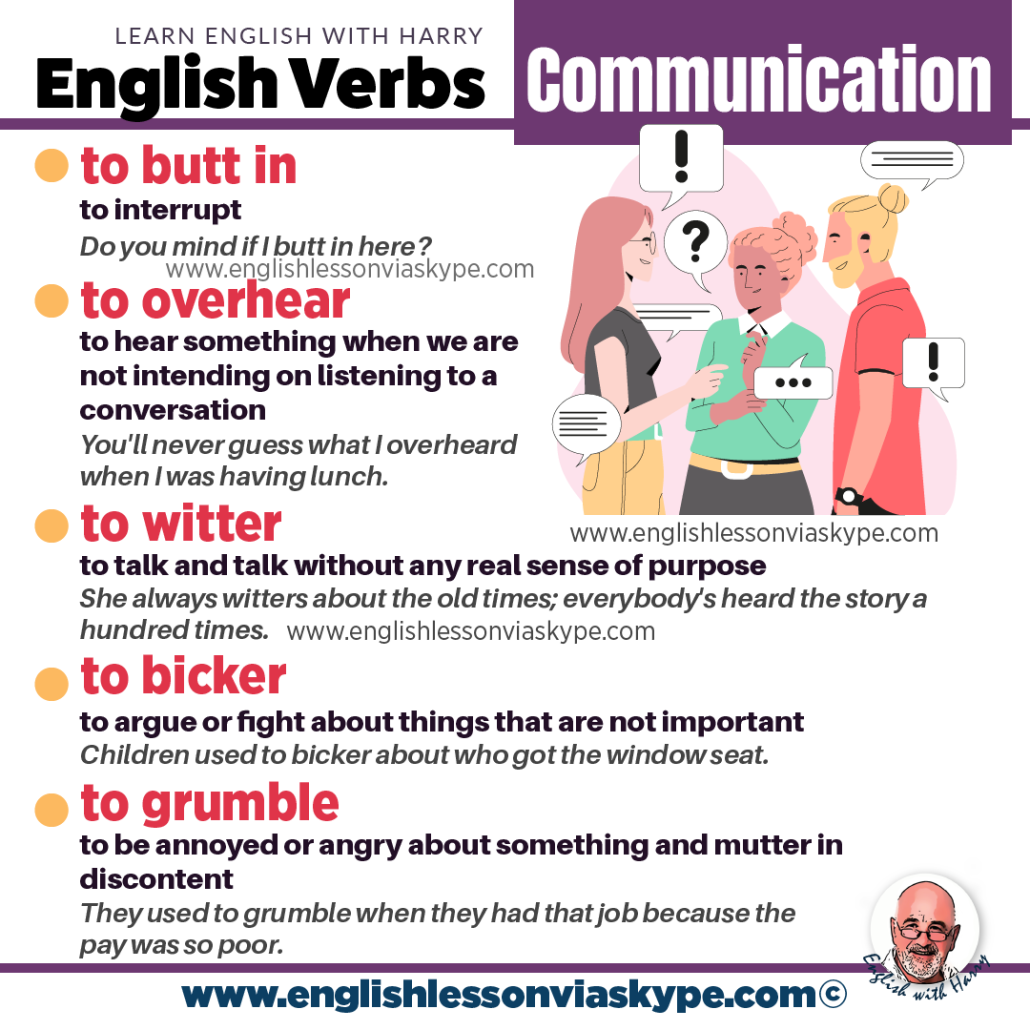 LEARN ENGLISH WITH HARRY
English Verbs
Communication
to butt in
to interrupt
Do you mind if I butt in here?
www.englishlessonviaskype.com
to overhear
to hear something when we are
not intending on listening to a
conversation
You'll never guess what I overheard
when I was having lunch.
! 
?
!
...
www.englishlessonviaskype.com
to witter
to talk and talk without any real sense of purpose
She always witters about the old times; everybody's heard the story a
hundred times. www.englishlessonviaskype.com
to bicker
to argue or fight about things that are not important
Children used to bicker about who got the window seat.
to grumble
to be annoyed or angry about something and mutter in
discontent
They used to grumble when they had that job because the
pay was so poor.
English with Harry
www.englishlessonviaskype.com©